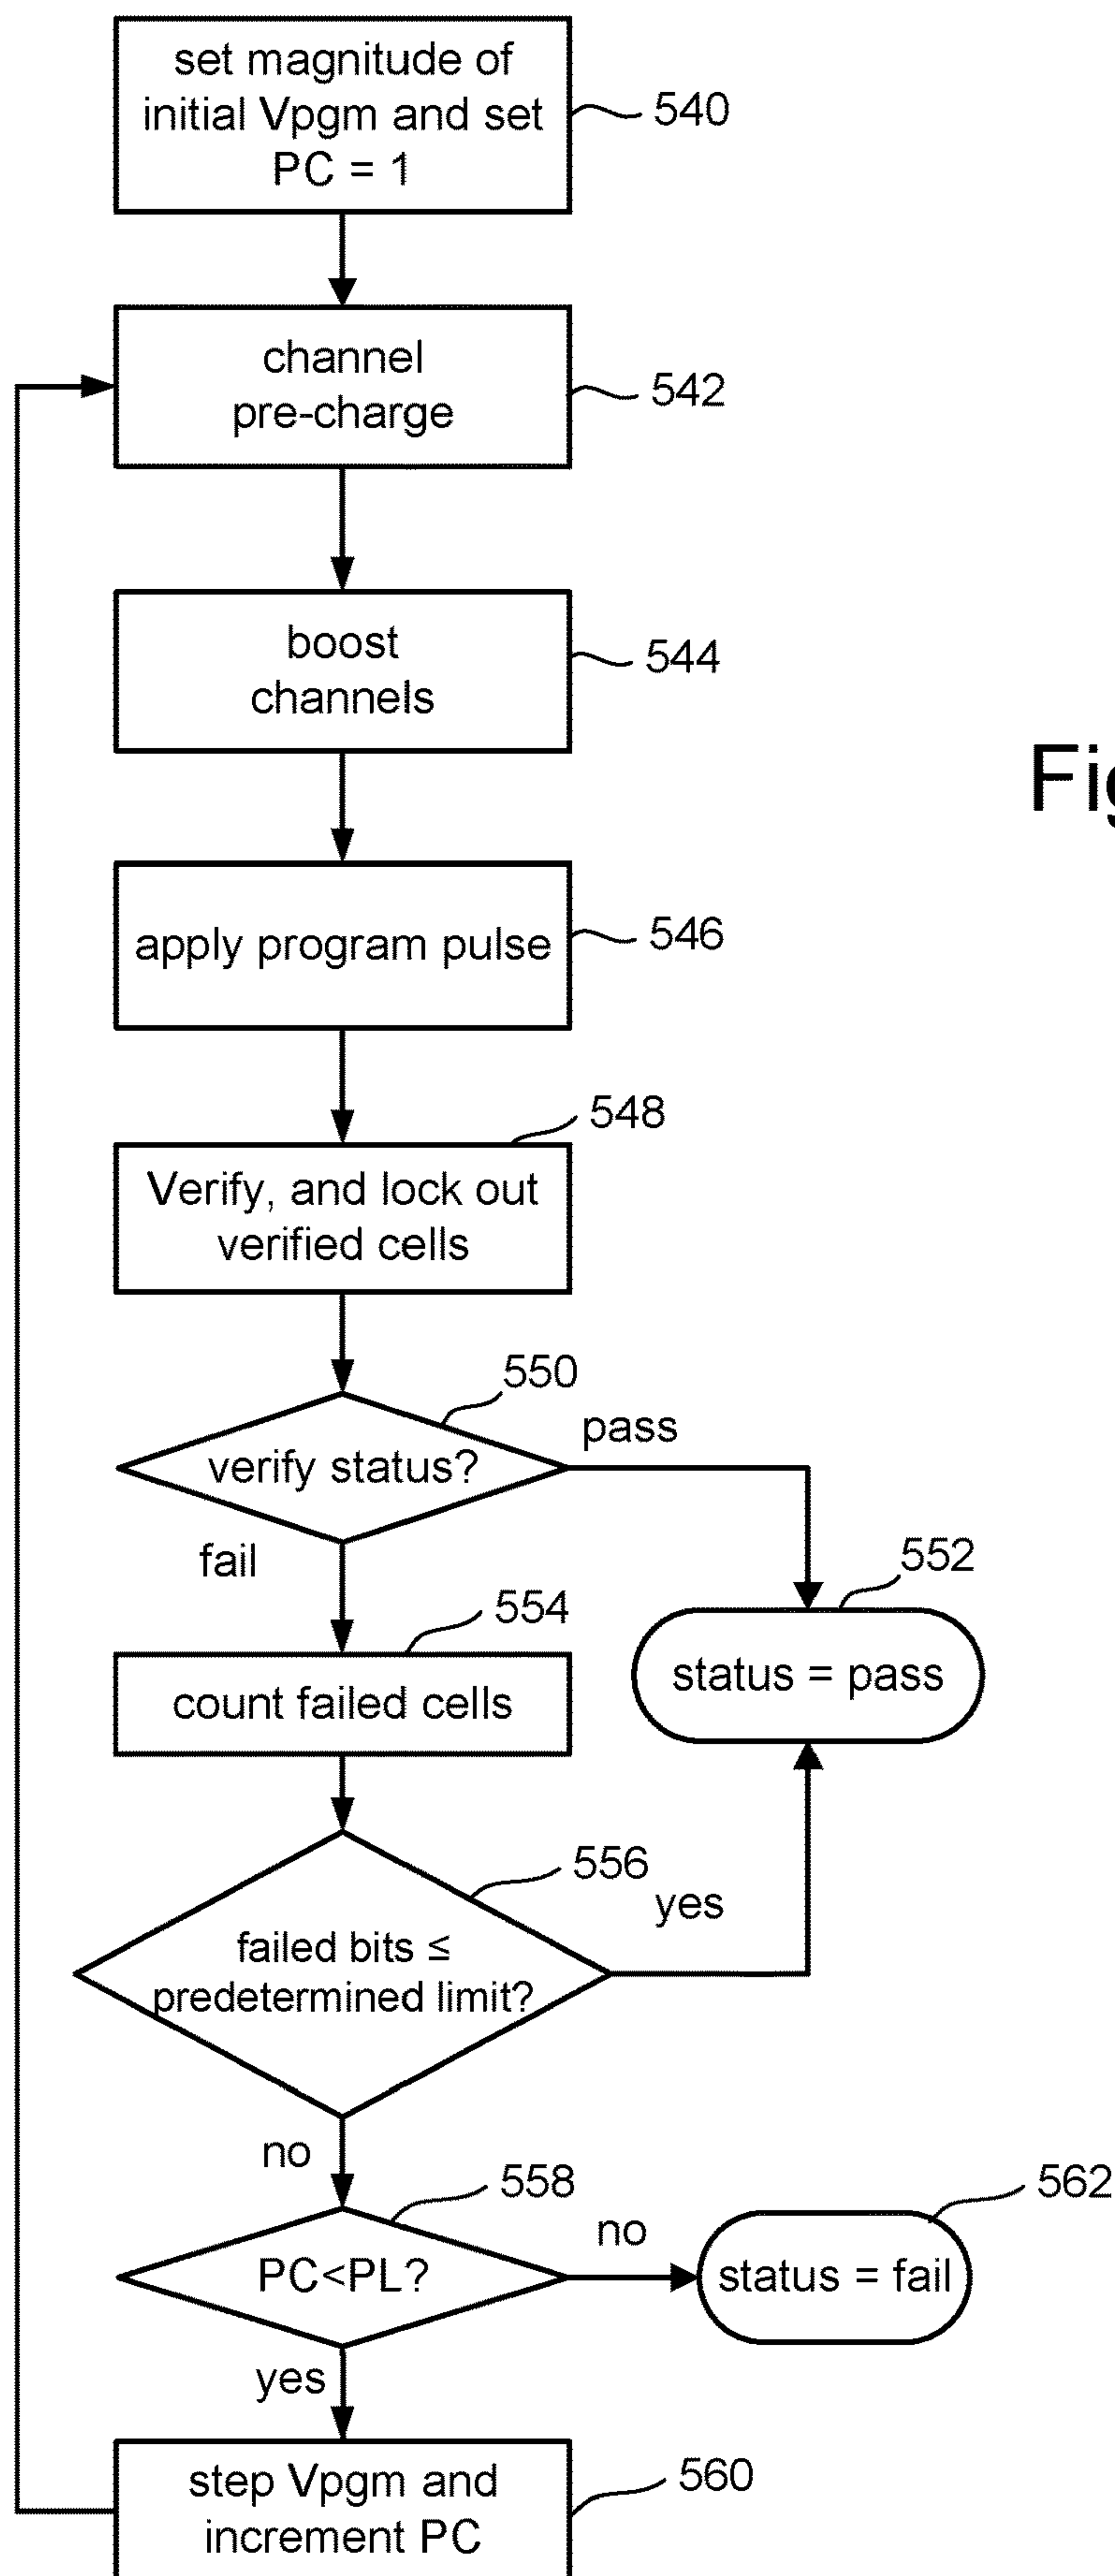 set magnitude of
initial Vpgm and set
PC = 1
540
channel
pre-charge
542
boost
channels
544
Fig
apply program pulse
546
548
Verify, and lock out
verified cells
550
pass
verify status?
fail
552
554
status = pass
count failed cells
556
yes
failed bits ≤
predetermined limit?
no
558
562
no
PC<PL?
status = fail
yes
step Vpgm and
increment PC
560